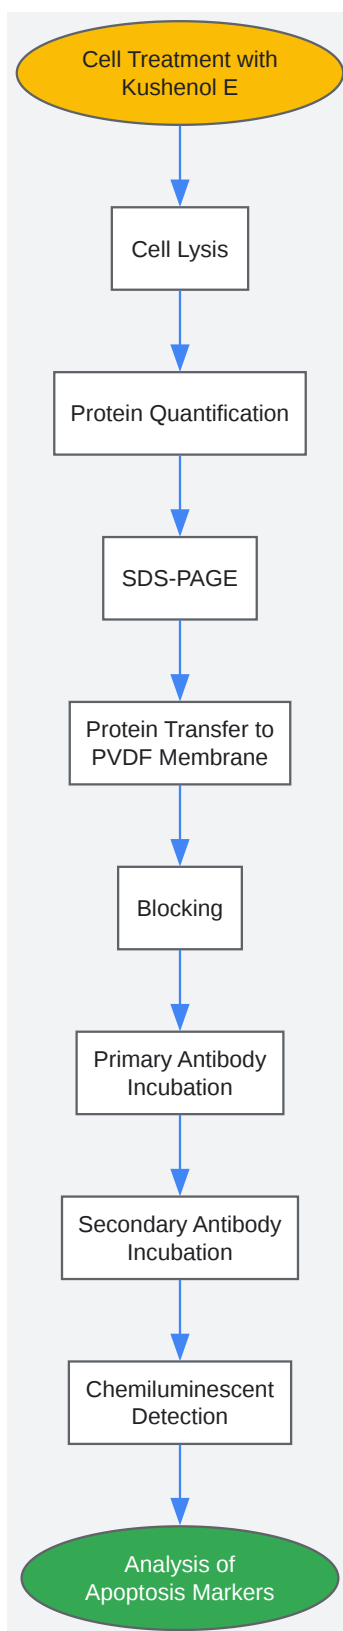 Cell Treatment with
Kushenol E
Cell Lysis
Protein Quantification
SDS-PAGE
Protein Transfer to
PVDF Membrane
Blocking
Primary Antibody
Incubation
Secondary Antibody
Incubation
Chemiluminescent
Detection
Analysis of
Apoptosis Markers